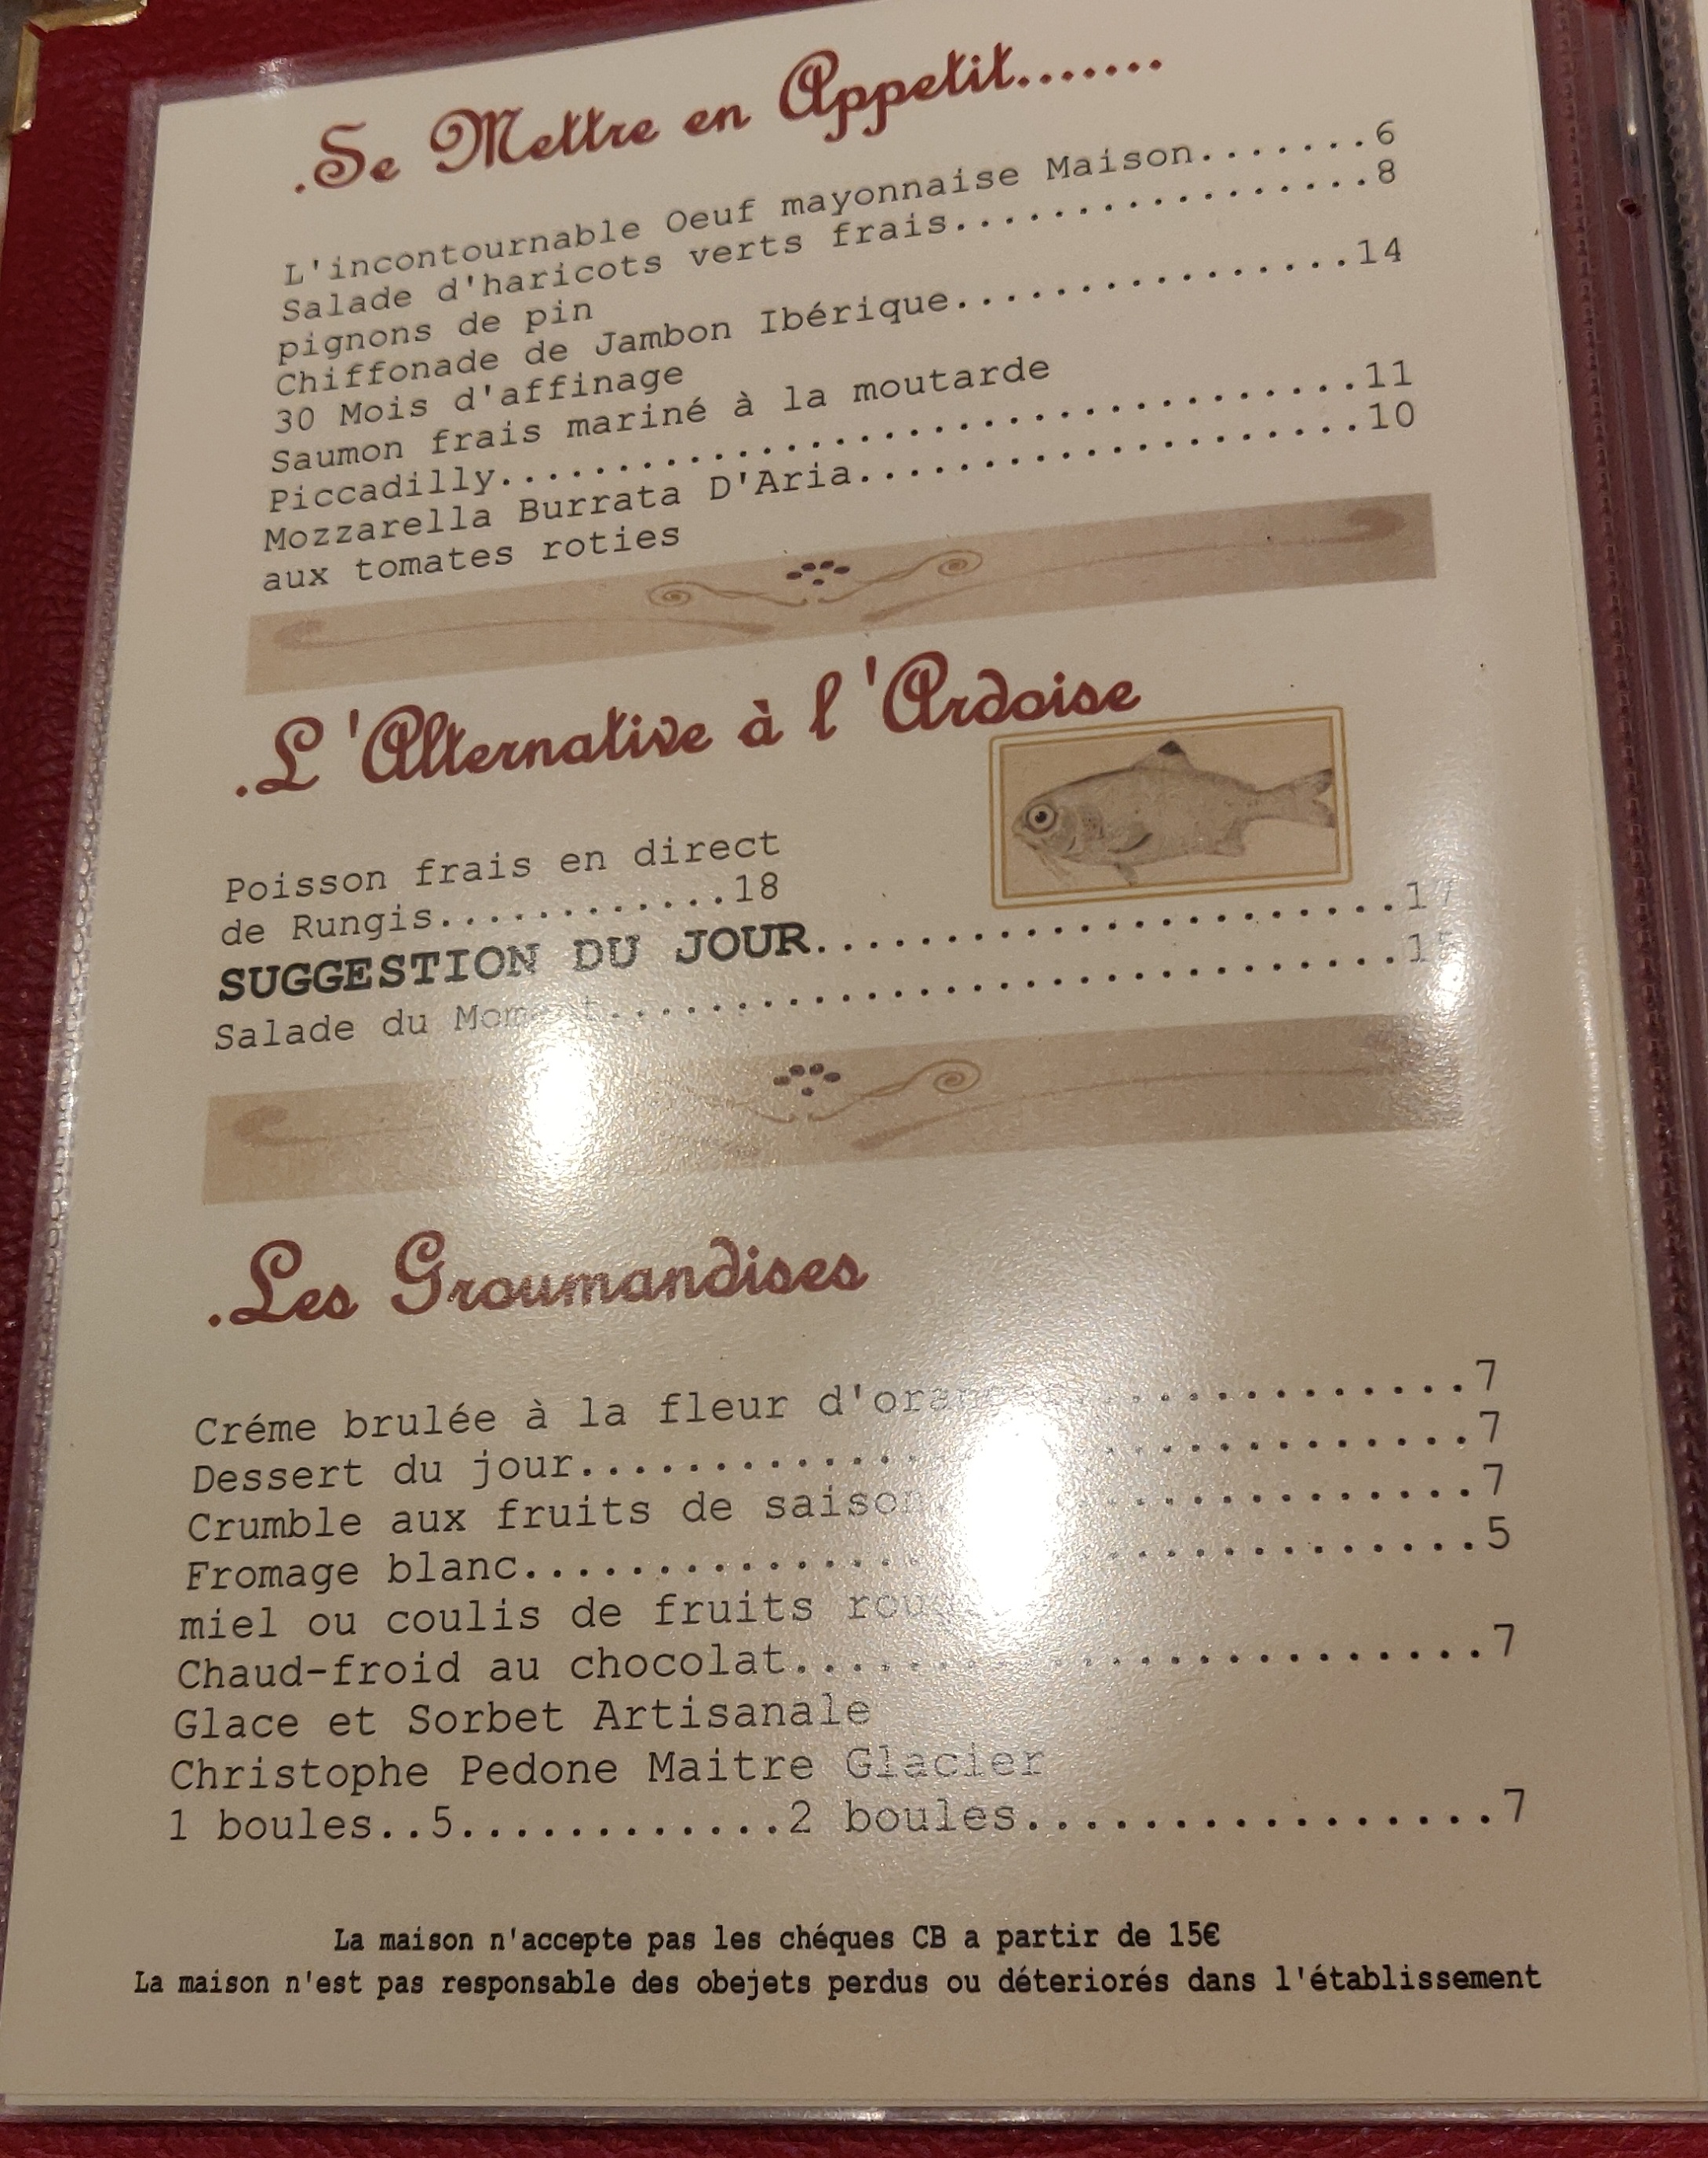 .Se Mettre en Appetit.......
L'incontournable Oeuf mayonnaise Maison.......6
Salade d'haricots verts frais.................8
pignons de pin
Chiffonade de Jambon Ibérique................14
30 Mois d'affinage
Saumon frais mariné à la moutarde
Piccadilly...................................11
Mozzarella Burrata D'Aria...................10
aux tomates roties
.L'Alternative à l'Ardoise
Poisson frais en direct
de Rungis............18
SUGGESTION DU JOUR.......................17
Salade du ...............................
.Les Groumandises
Créme brulée à la fleur ...............7
Dessert du jour..................................7
Crumble aux fruits de saison....................7
Fromage blanc....................................5
miel ou coulis de fruits
Chaud-froid au chocolat..........................7
Glace et Sorbet Artisanale
Christophe Pedone Maitre Glacier
1 boules..5............2 boules.................7
La maison n'accepte pas les chéques CB a partir de 15€
La maison n'est pas responsable des obejets perdus ou déteriorés dans l'établissement